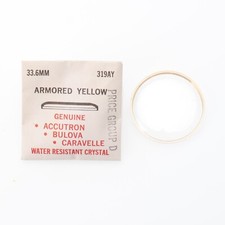 33.6MM 319AY
ARMORED YELLOW
GENUINE
• ACCUTRON
• BULOVA
• CARAVELLE
WATER RESISTANT CRYSTAL
PRICE GROUP D